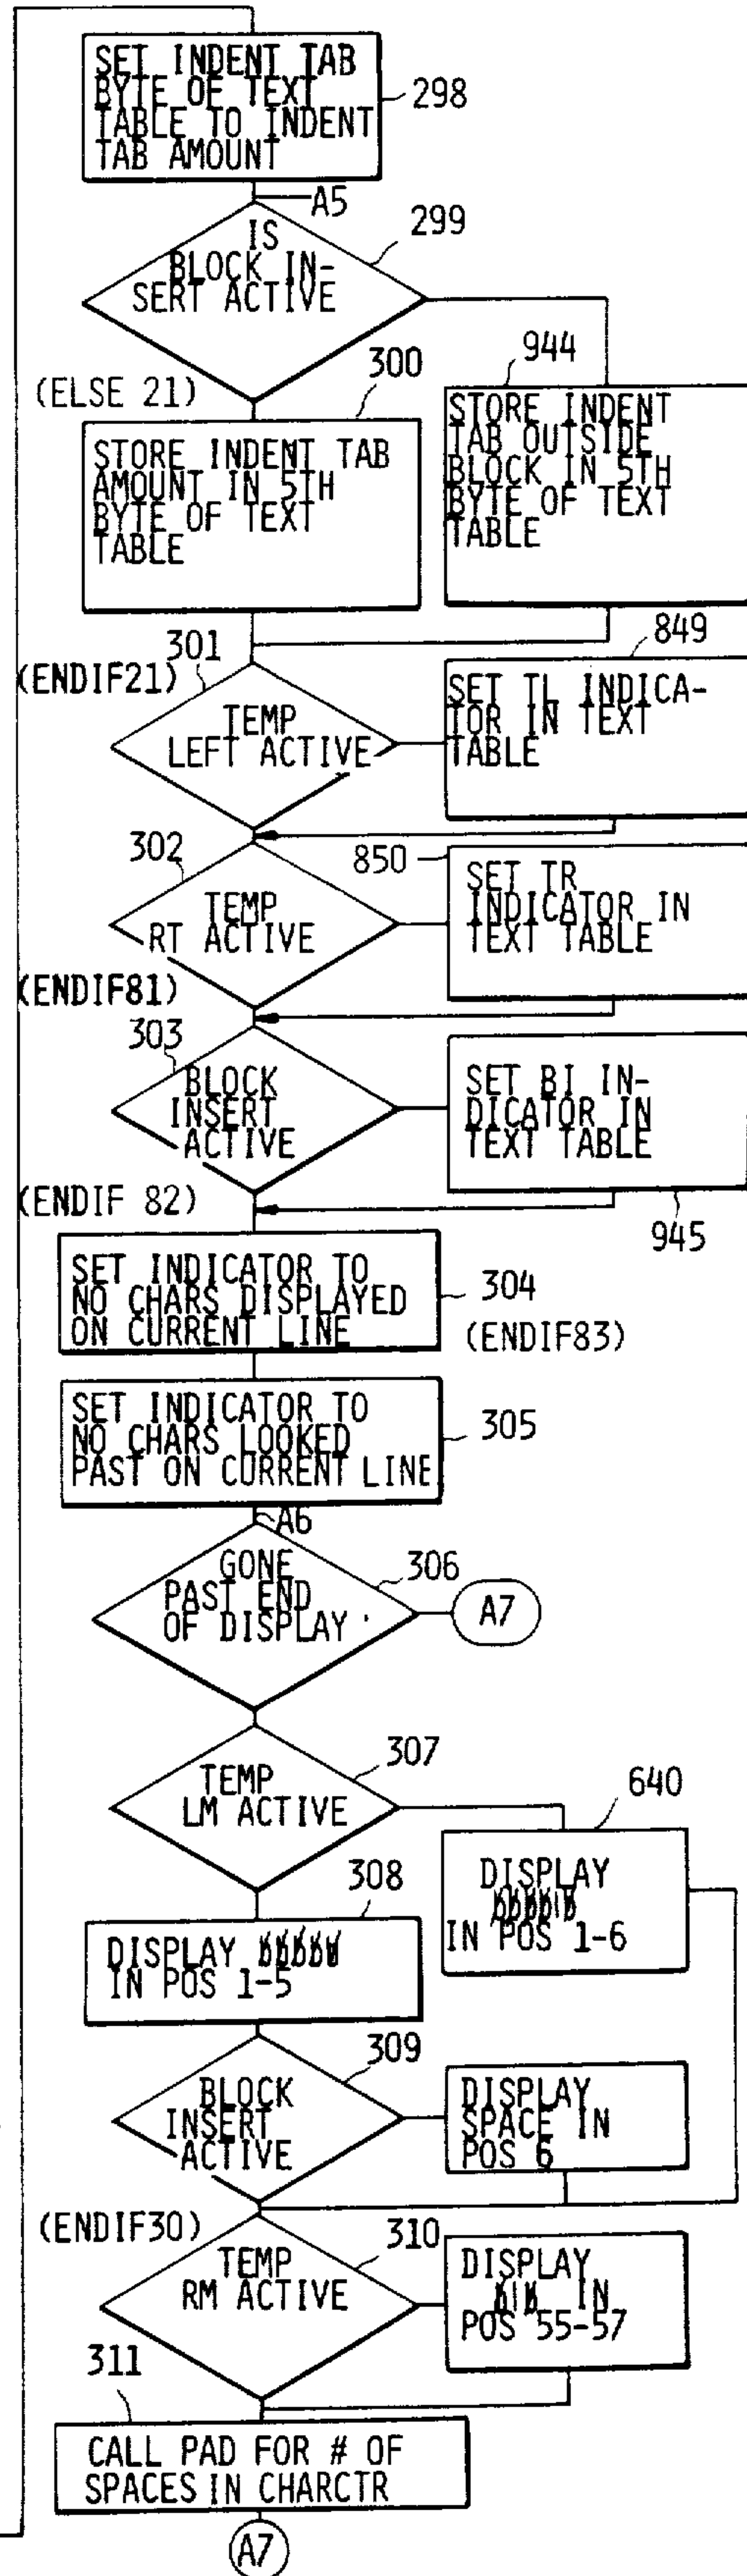 SET INDENT TAB
BYTE OF TEXT
TABLE TO INDENT
TAB AMOUNT
298
A5
299
IS
BLOCK IN-
SERT ACTIVE
944
300
(ELSE 21)
STORE INDENT TAB
AMOUNT IN 5TH
BYTE OF TEXT
TABLE
STORE INDENT
TAB OUTSIDE
BLOCK IN 5TH
BYTE OF TEXT
TABLE
301
849
(ENDIF21)
TEMP
LEFT ACTIVE
SET TL INDICA-
TOR IN TEXT
TABLE
302
850
TEMP
RT ACTIVE
SET TR
INDICATOR IN
TEXT TABLE
(ENDIF81)
303
BLOCK
INSERT
ACTIVE
SET BI IN-
DICATOR IN
TEXT TABLE
(ENDIF 82)
945
SET INDICATOR TO
NO CHARS DISPLAYED
ON CURRENT LINE
304
(ENDIF83)
SET INDICATOR TO
NO CHARS LOOKED
PAST ON CURRENT LINE
305
A6
306
GONE
PAST END
OF DISPLAY
A7
307
TEMP
LM ACTIVE
640
DISPLAY
IN POS 1-6
308
DISPLAY
IN POS 1-5
309
BLOCK
INSERT
ACTIVE
DISPLAY
SPACE IN
POS 6
(ENDIF30)
310
TEMP
RM ACTIVE
DISPLAY
IN
POS 55-57
311
CALL PAD FOR # OF
SPACES IN CHARCTR
A7